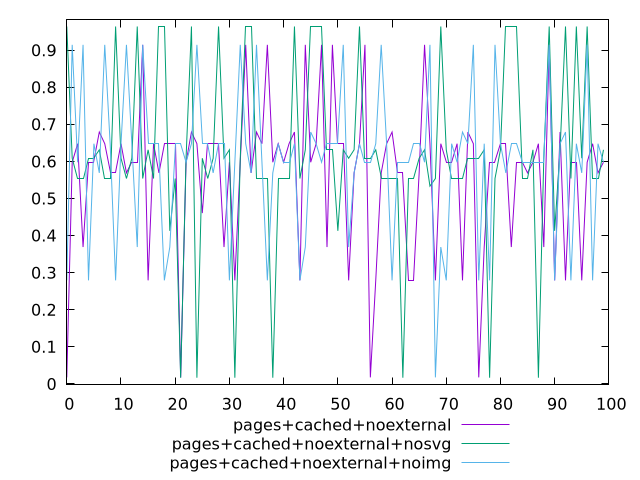 0.9
0.8
0.7
0.6
0.5
0.4
0.3
0.2
0.1
0
0 10 20 30 40 50 60 70 80 90 100
pages+cached+noexternal
pages+cached+noexternal+nosvg
pages+cached+noexternal+noimg